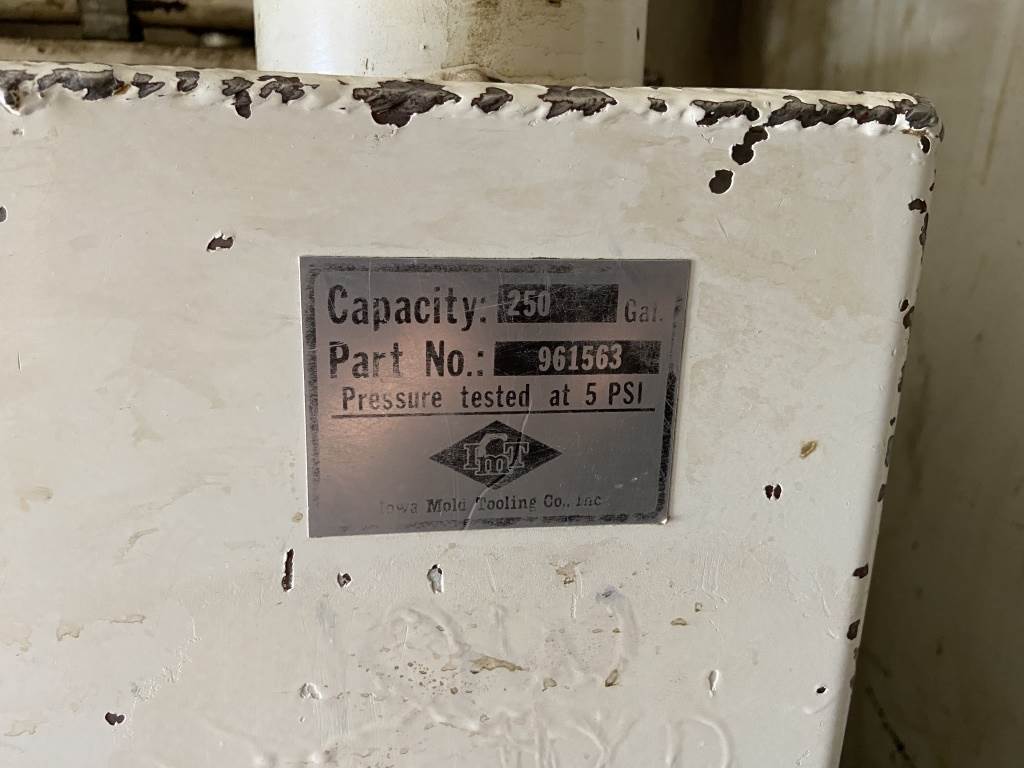 Capacity: 250 Gal.
Part No.: 961563
Pressure tested at 5 PSI
ImT
Iowa Mold Tooling Co., Inc